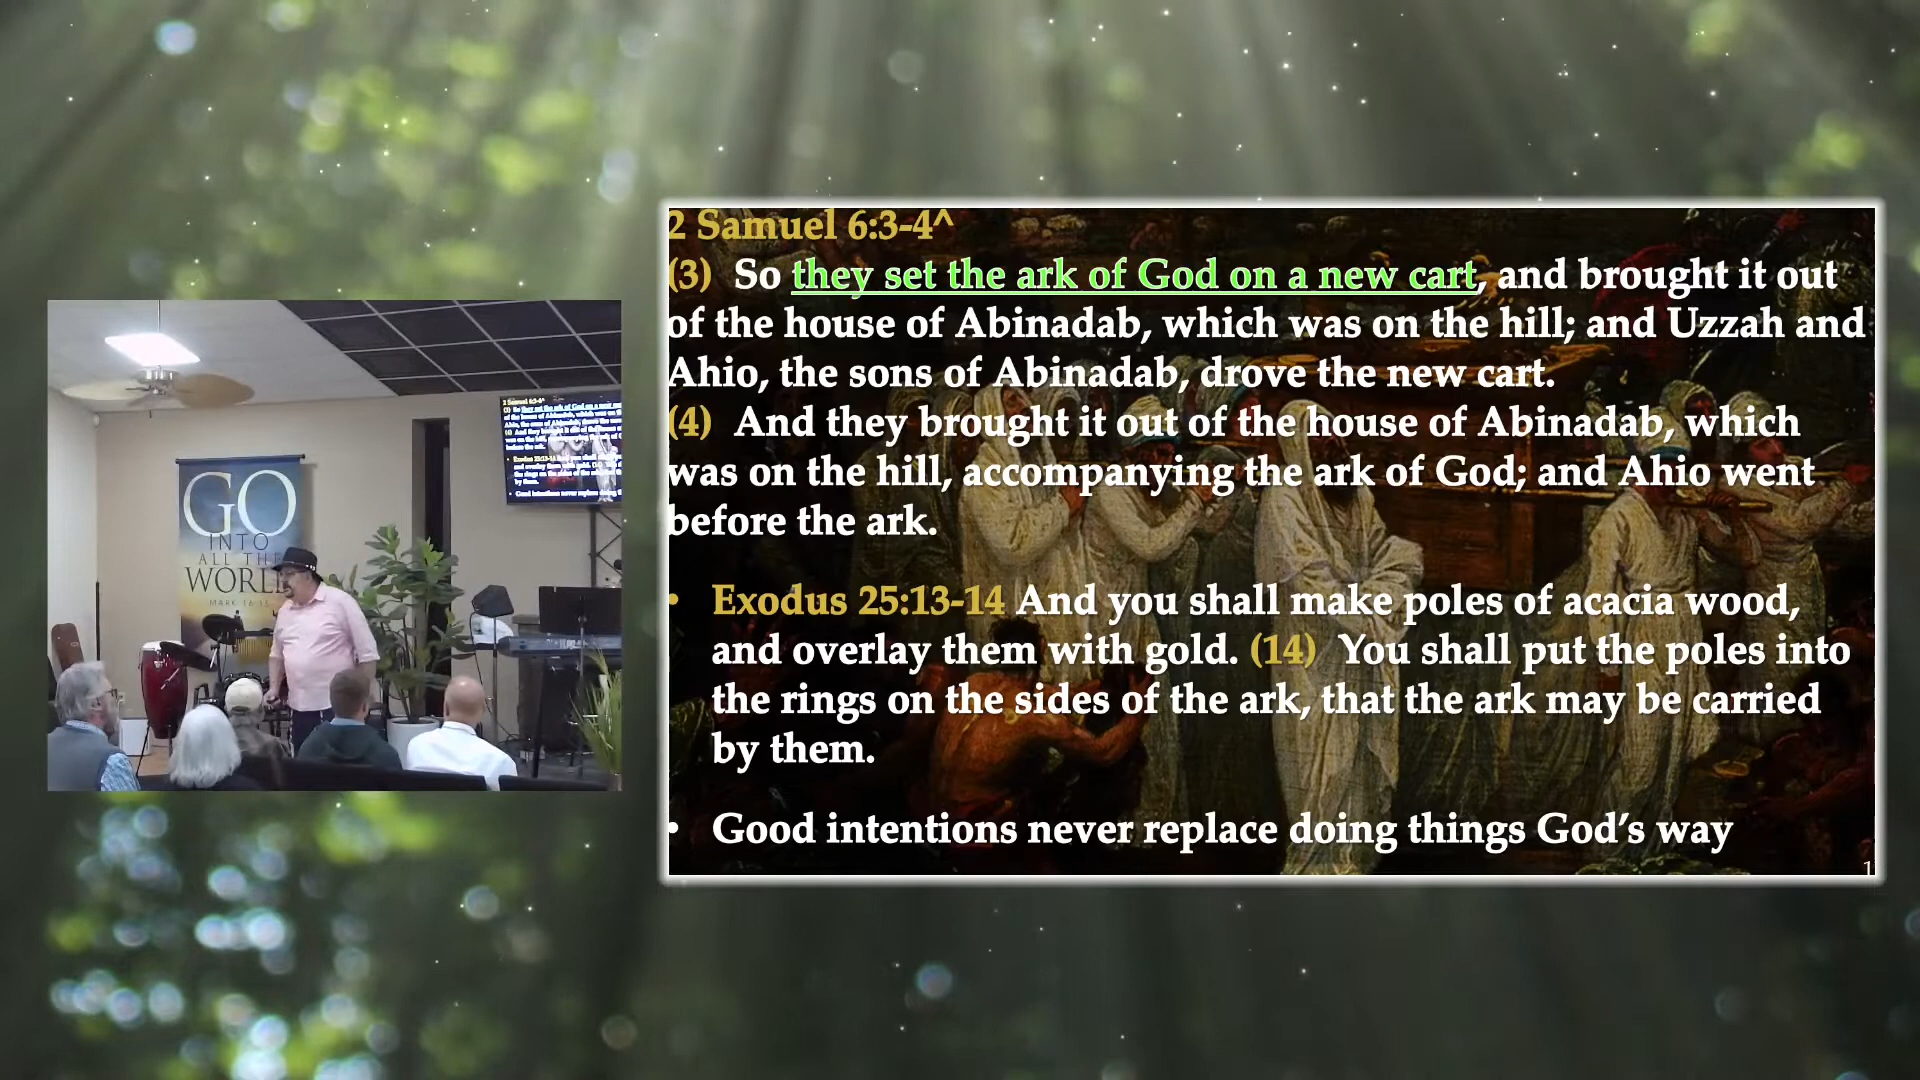 2 Samuel 6:3-4^
(3) So they set the ark of God on a new cart, and brought it out
of the house of Abinadab, which was on the hill; and Uzzah and
Ahio, the sons of Abinadab, drove the new cart.
(4) And they brought it out of the house of Abinadab, which
was on the hill, accompanying the ark of God; and Ahio went
before the ark.
• Exodus 25:13-14 And you shall make poles of acacia wood,
and overlay them with gold. (14) You shall put the poles into
the rings on the sides of the ark, that the ark may be carried
by them.
• Good intentions never replace doing things God’s way
1
GO
INTO
ALL THE
WORLD
MARK 16:15